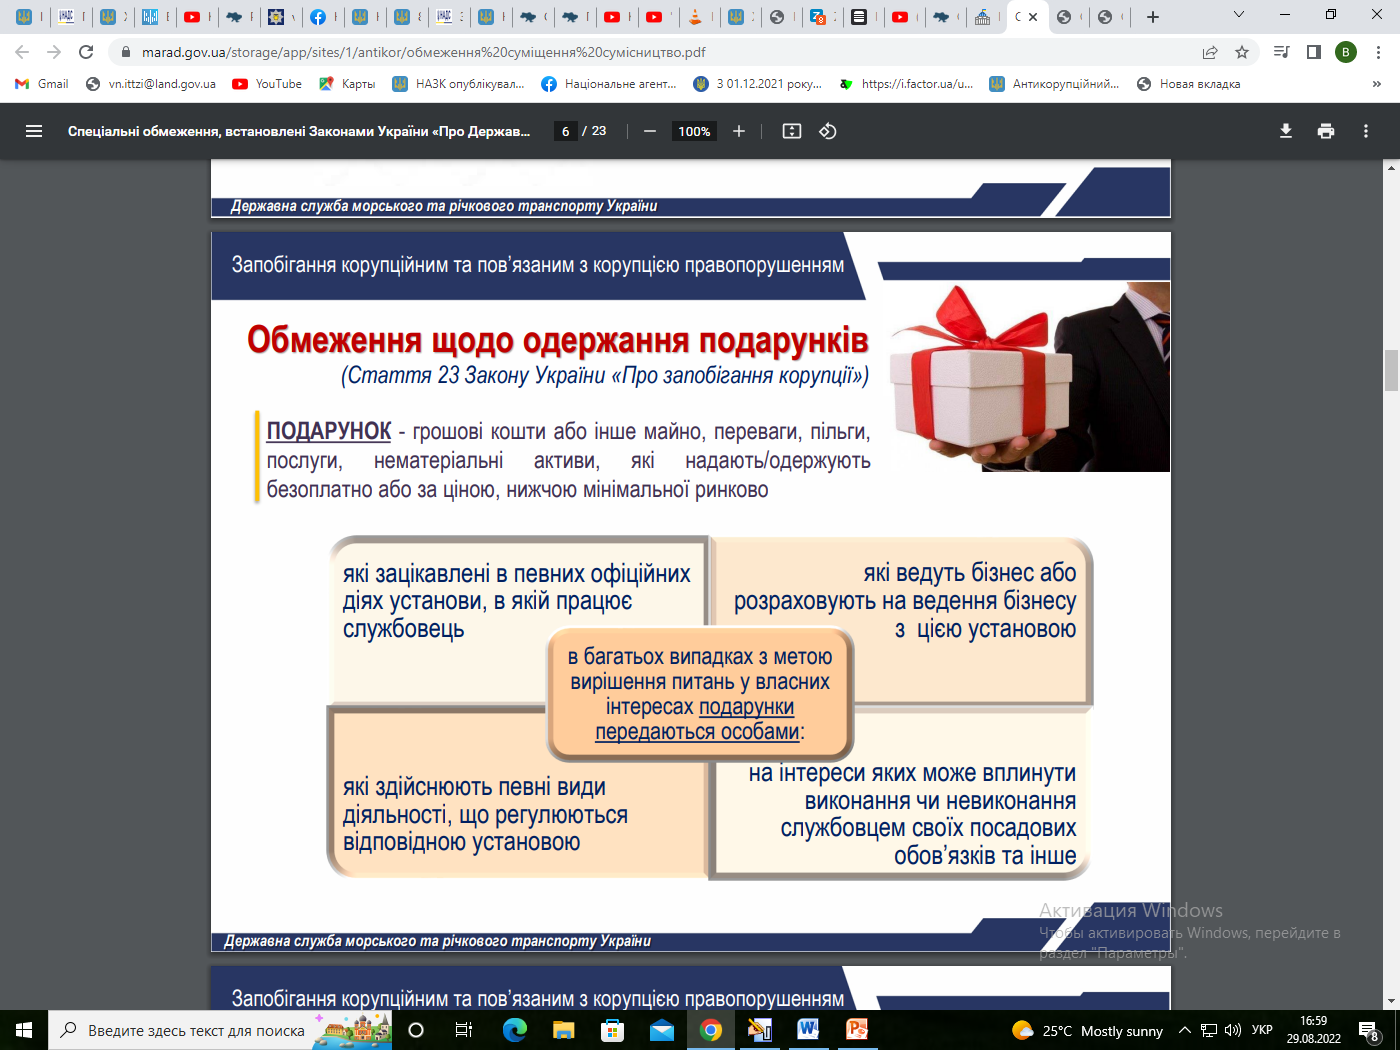 marad.gov.ua/storage/app/sites/1/antikor/обмеження%20суміщення%20сумісництво.pdf
B
Gmail
vn.ittzi@land.gov.ua
YouTube
Карты
НАЗК опублікувал...
Національне агент...
З 01.12.2021 року...
https://i.factor.ua/u...
Антикорупційний...
Новая вкладка
»
Спеціальні обмеження, встановлені Законами України «Про Держав...
6 / 23
100%
Державна служба морського та річкового транспорту України
Запобігання корупційним та пов’язаним з корупцією правопорушенням
Обмеження щодо одержання подарунків
(Стаття 23 Закону України «Про запобігання корупції»)
ПОДАРУНОК - грошові кошти або інше майно, переваги, пільги,
послуги, нематеріальні активи, які надають/одержують
безоплатно або за ціною, нижчою мінімальної ринково
які зацікавлені в певних офіційних
діях установи, в якій працює
службовець
які ведуть бізнес або
розраховують на ведення бізнесу
з цією установою
в багатьох випадках з метою
вирішення питань у власних
інтересах подарунки
передаються особами:
які здійснюють певні види
діяльності, що регулюються
відповідною установою
на інтереси яких може вплинути
виконання чи невиконання
службовцем своїх посадових
обов’язків та інше
Державна служба морського та річкового транспорту України
Активация Windows
Чтобы активировать Windows, перейдите в
раздел "Параметры".
Запобігання корупційним та пов’язаним з корупцією правопорушенням
Введите здесь текст для поиска
25°C Mostly sunny
УКР
16:59
29.08.2022
8